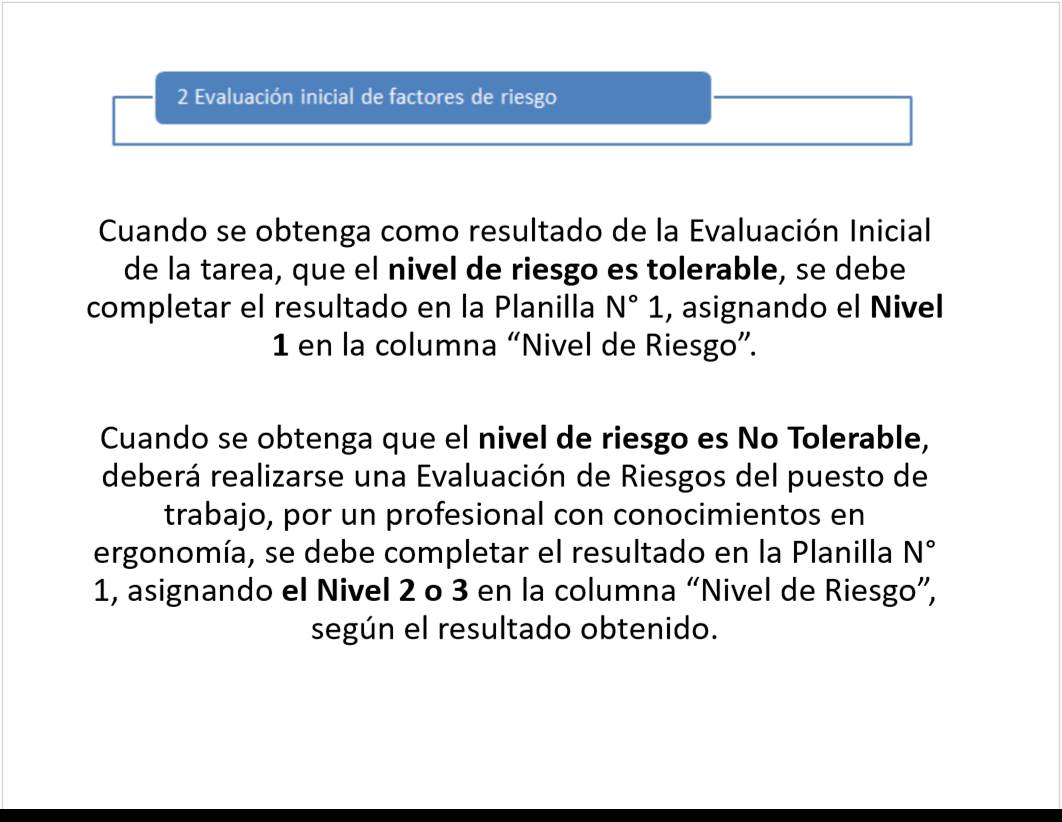 2 Evaluación inicial de factores de riesgo
Cuando se obtenga como resultado de la Evaluación Inicial
de la tarea, que el nivel de riesgo es tolerable, se debe
completar el resultado en la Planilla N° 1, asignando el Nivel
1 en la columna “Nivel de Riesgo”.
Cuando se obtenga que el nivel de riesgo es No Tolerable,
deberá realizarse una Evaluación de Riesgos del puesto de
trabajo, por un profesional con conocimientos en
ergonomía, se debe completar el resultado en la Planilla N°
1, asignando el Nivel 2 o 3 en la columna “Nivel de Riesgo”,
según el resultado obtenido.